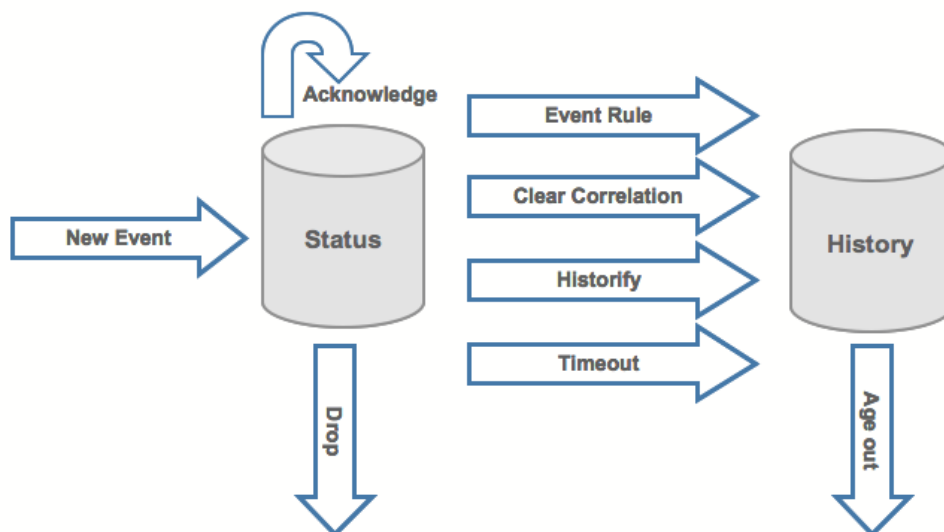 Acknowledge
Event Rule
Clear Correlation
New Event
Status
History
Historify
Timeout
Drop
Age out